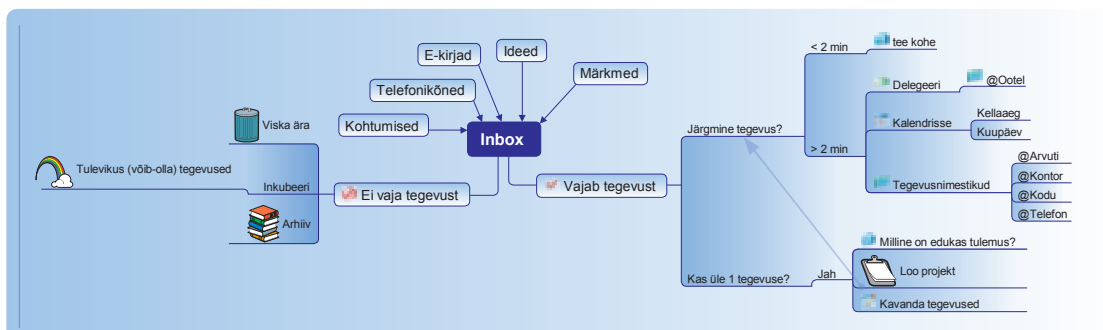 Ideed
E-kirjad
Märkmed
Telefonikõned
Kohtumised
Inbox
Viska ära
Tulevikus (võib-olla) tegevused
Inkubeeri
Arhiiv
Ei vaja tegevust
Vajab tegevust
Järgmine tegevus?
< 2 min
tee kohe
> 2 min
Delegeeri
@Ootel
Kalendrisse
Kellaaeg
Kuupäev
Tegevusnimestikud
@Arvuti
@Kontor
@Kodu
@Telefon
Kas üle 1 tegevuse?
Jah
Milline on edukas tulemus?
Loo projekt
Kavanda tegevused